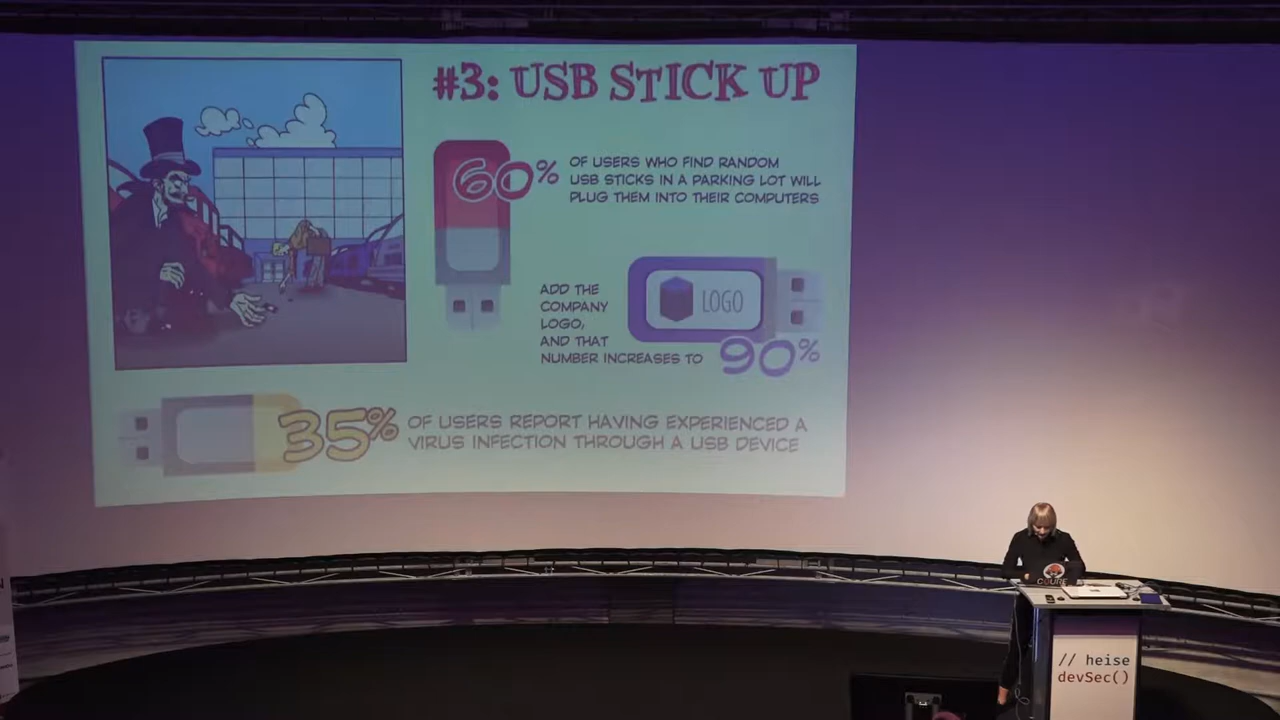 #3: USB STICK UP
60%
OF USERS WHO FIND RANDOM
USB STICKS IN A PARKING LOT WILL
PLUG THEM INTO THEIR COMPUTERS
ADD THE
COMPANY
LOGO,
AND THAT
NUMBER INCREASES TO
90%
LOGO
35%
OF USERS REPORT HAVING EXPERIENCED A
VIRUS INFECTION THROUGH A USB DEVICE
// heise
devSec()